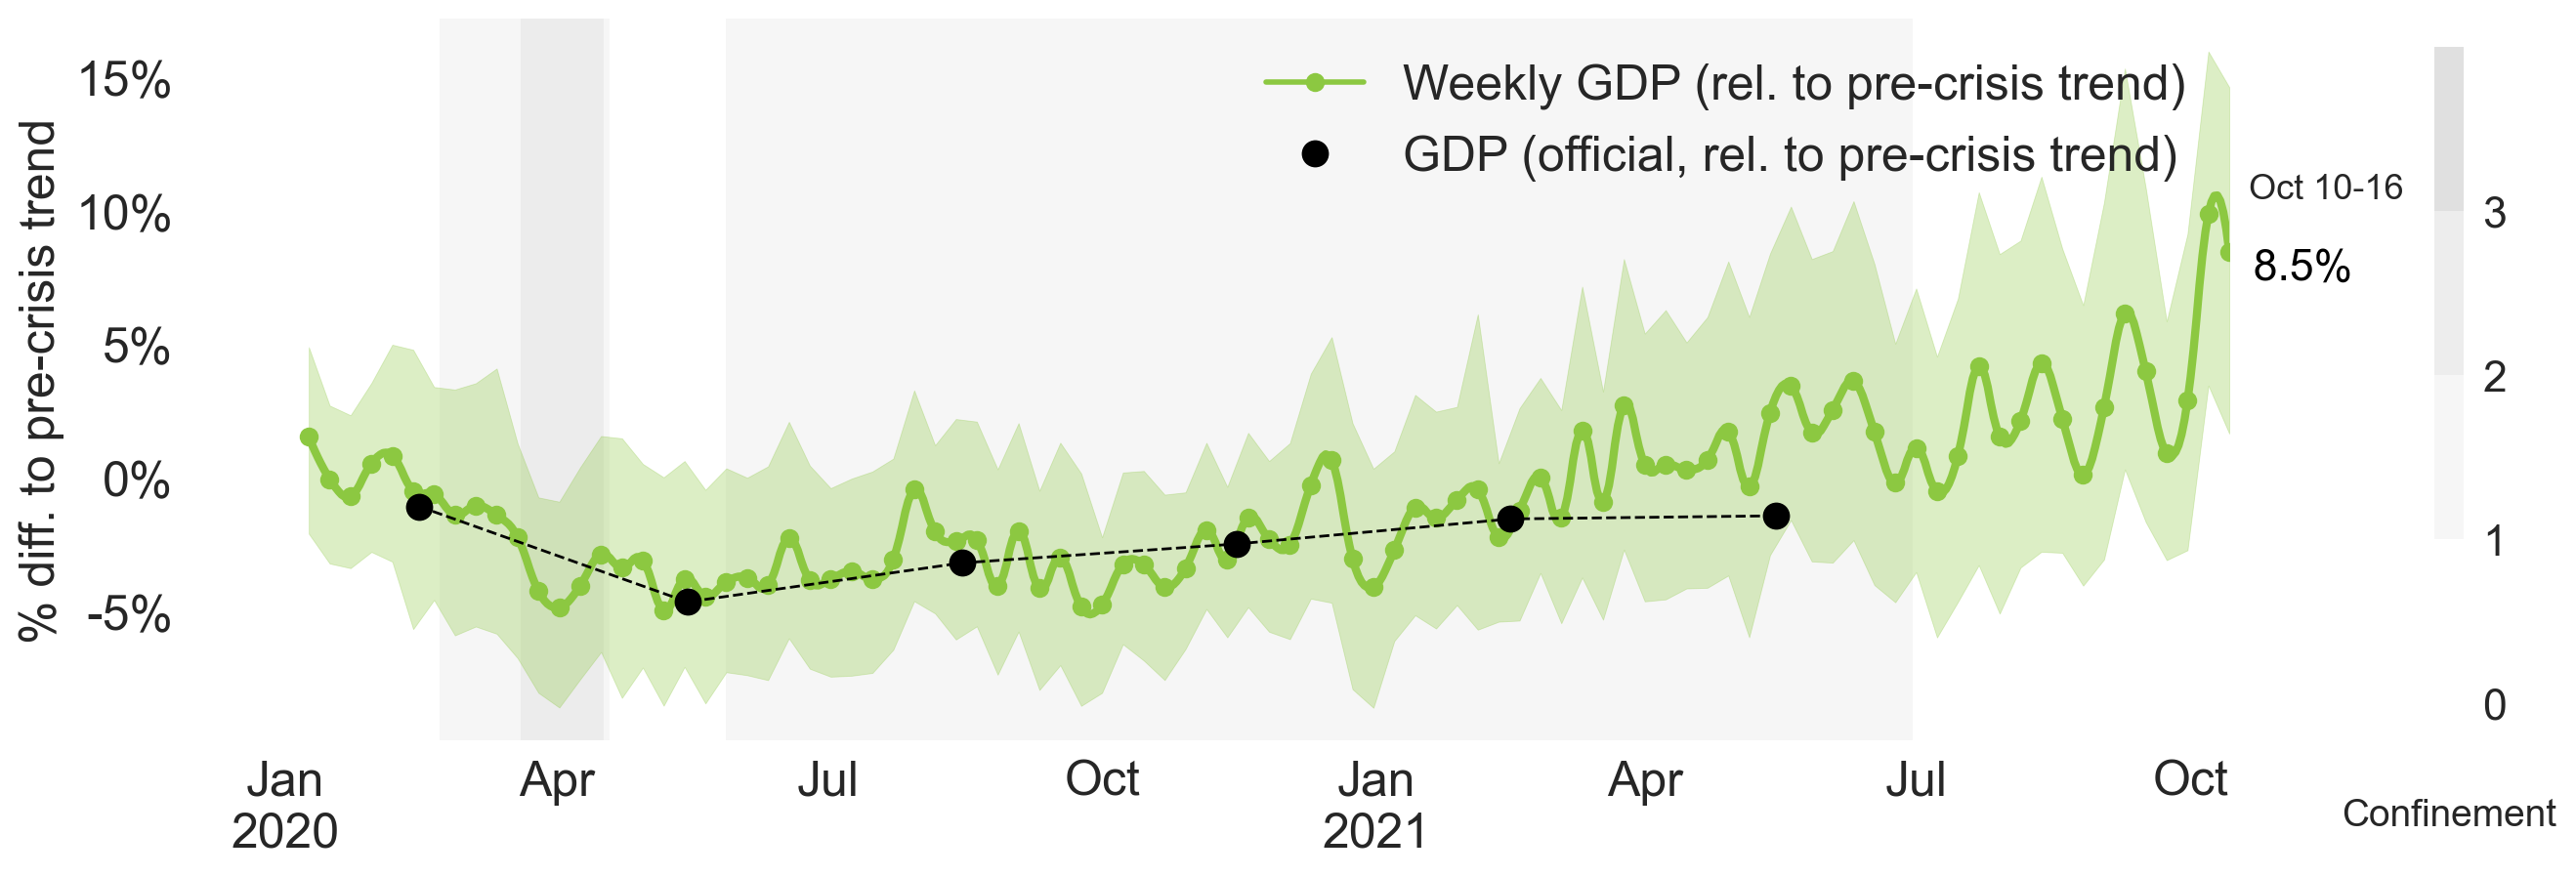 % diff. to pre-crisis trend
15%
10%
5%
0%
-5%
Weekly GDP (rel. to pre-crisis trend)
GDP (official, rel. to pre-crisis trend)
Oct 10-16
8.5%
3
2
1
0
Confinement
Jan Apr Jul Oct Jan Apr Jul Oct
2020 2021